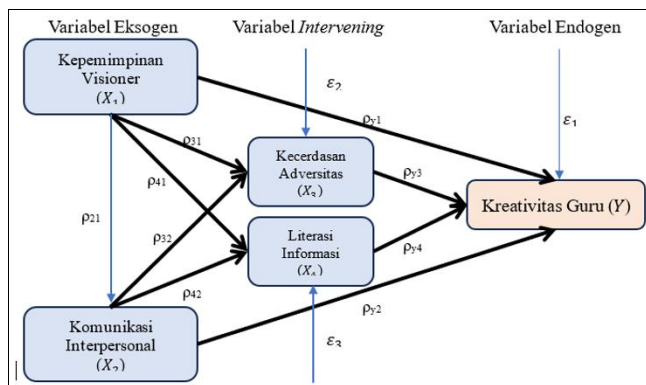 Variabel Eksogen
Variabel Intervening
Variabel Endogen
Kepemimpinan
Visioner
(X₁)
ε₂
ρy1
ε₁
ρ31
ρ41
Kecerdasan
Adversitas
(X₃)
ρy3
Kreativitas Guru (Y)
ρ21
ρ32
Literasi
Informasi
(X₄)
ρy4
ρ42
Komunikasi
Interpersonal
(X₂)
ρy2
ε₃